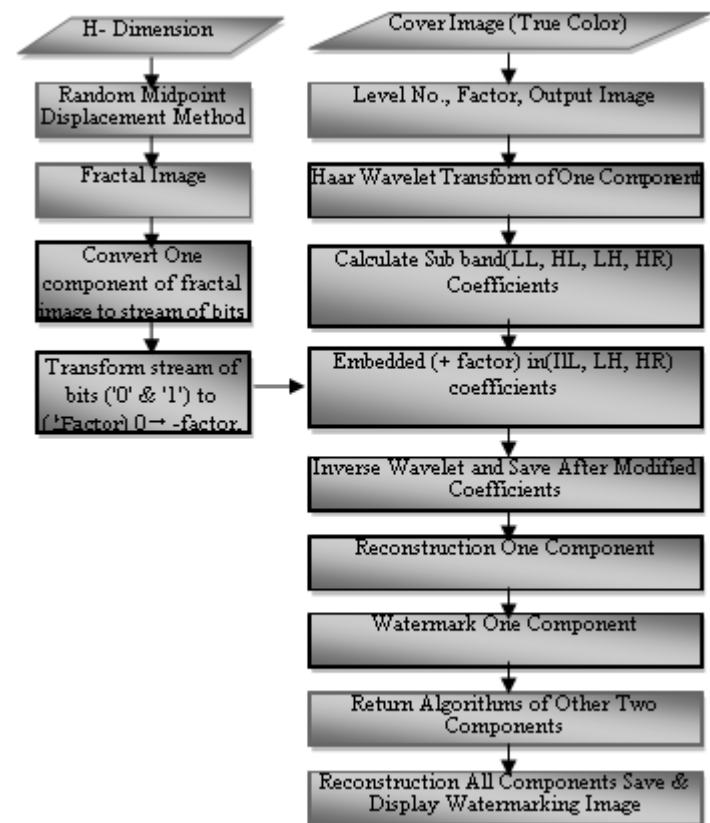 H- Dimension
Random Midpoint
Displacement Method
Fractal Image
Convert One
component of fractal
image to stream of bits
Transform stream of
bits ('0' & '1') to
(±Factor) 0→ -factor.
Cover Image (True Color)
Level No., Factor, Output Image
Haar Wavelet Transform of One Component
Calculate Sub band(LL, HL, LH, HR)
Coefficients
Embedded (+ factor) in(HL, LH, HR)
coefficients
Inverse Wavelet and Save After Modified
Coefficients
Reconstruction One Component
Watermark One Component
Return Algorithms of Other Two
Components
Reconstruction All Components Save &
Display Watermarking Image